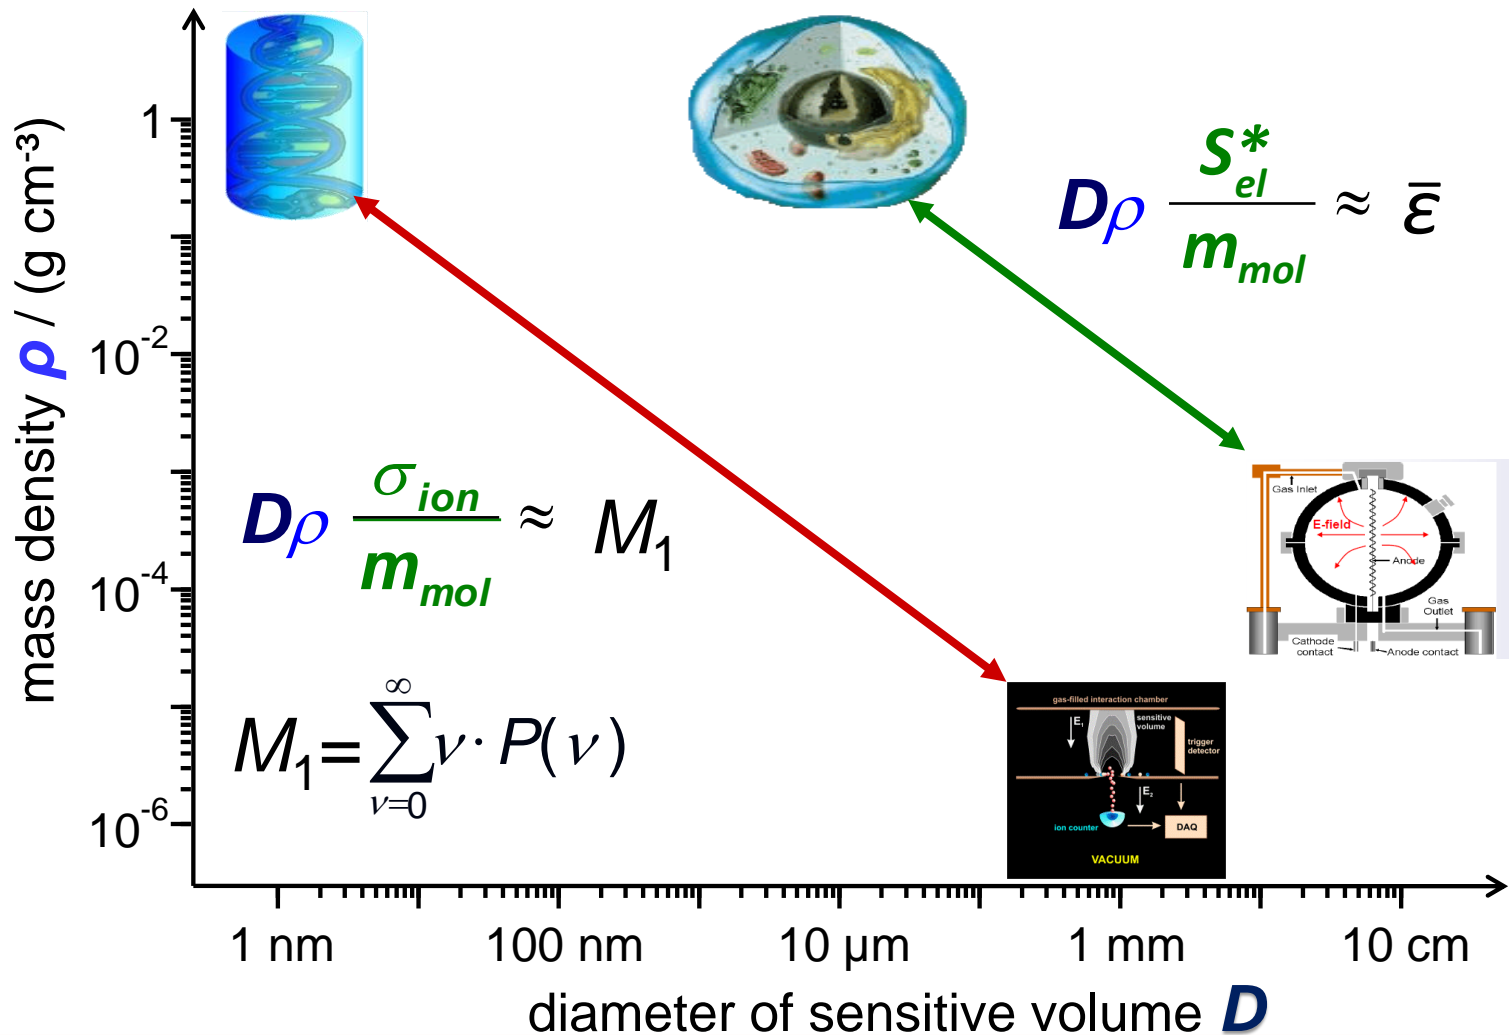 mass density ρ / (g cm⁻³)
1
10⁻²
10⁻⁴
10⁻⁶
Dρ S*el / mmol ≈ ε̄
Dρ σion / mmol ≈ M₁
M₁=∑ν=0∞ ν · P(ν)
Gas Inlet
E-field
Anode
Gas
Outlet
Cathode
contact
Anode contact
gas-filled interaction chamber
E₁
sensitive
volume
trigger
detector
E₂
ion counter
DAQ
VACUUM
1 nm 100 nm 10 µm 1 mm 10 cm
diameter of sensitive volume D